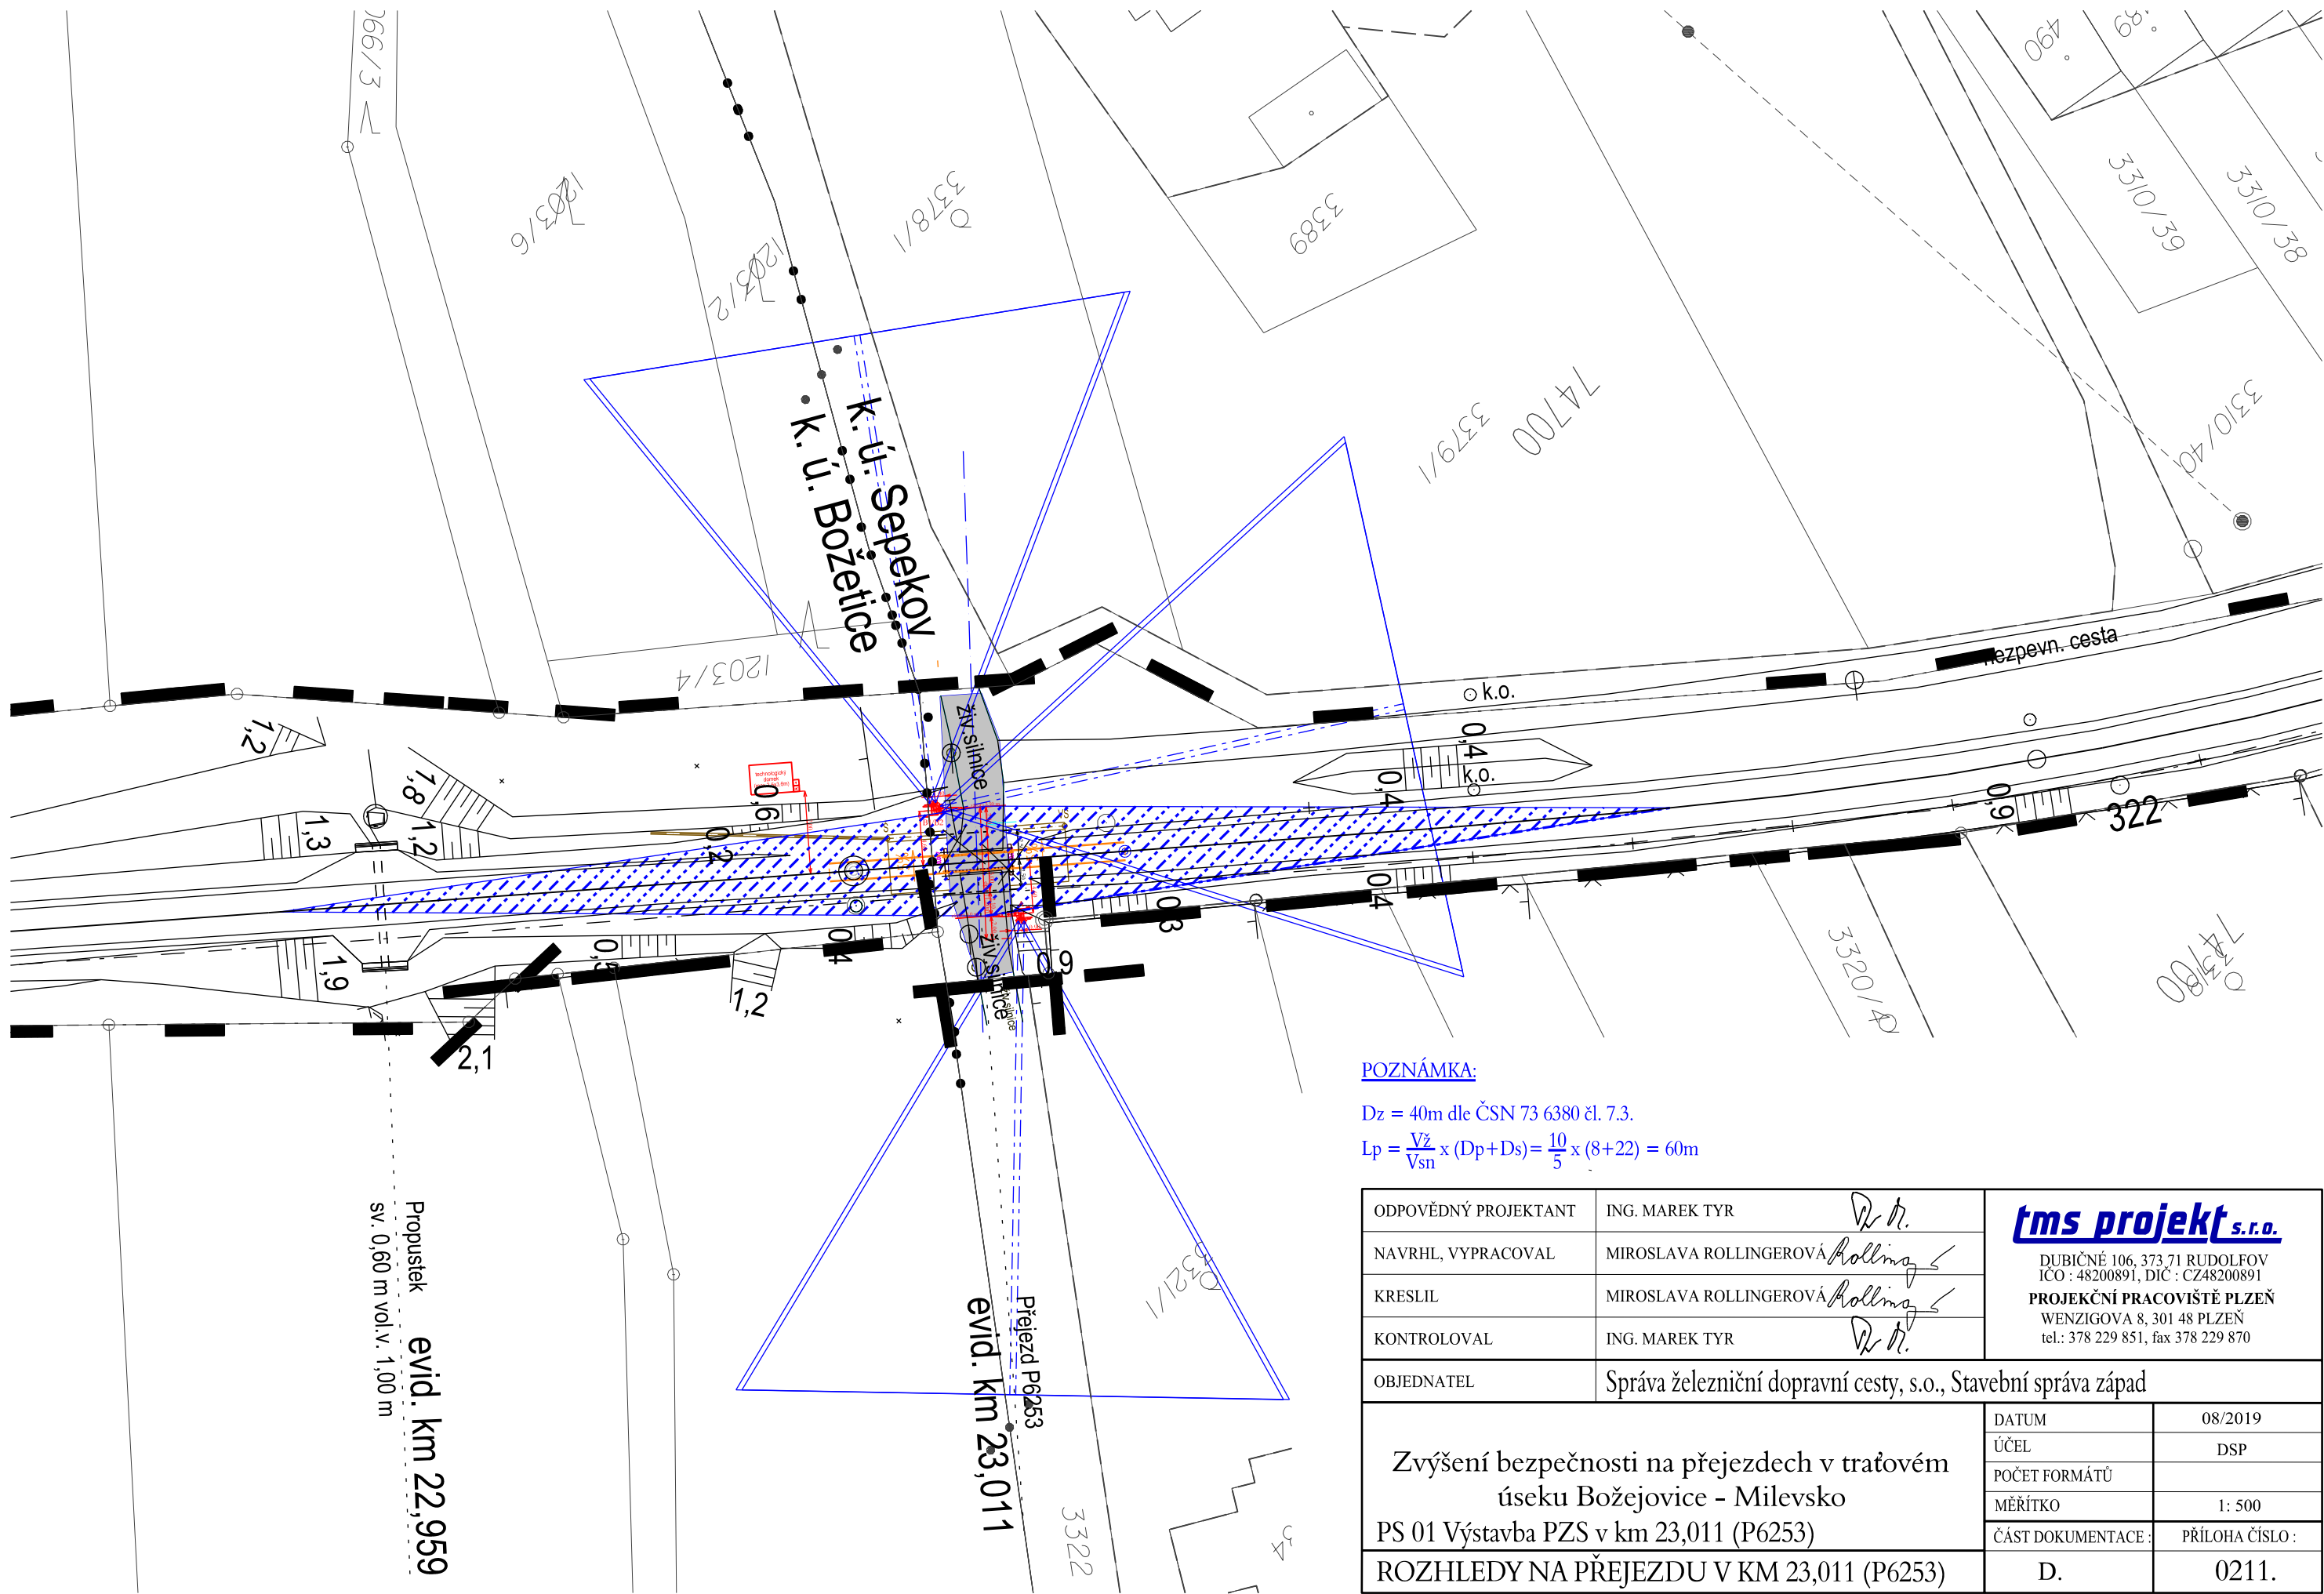 1203/6
1203/2
3378/1
3389
490
3310/39
3310/38
3310/40
3379/1
74700
k. ú. Sepekov
k. ú. Božetice
1203/4
nezpevn. cesta
k.o.
živ.silnice
1,2
1,8
1,3
1,2
0,6
0,2
technologický
domek
0,4
0,4
k.o.
0,9
322
04
03
1,9
1,2
2,1
04
0,9
živ.silnice
3320/4
74700
3321/1
3322
Propustek
sv. 0,60 m vol.v. 1,00 m
evid. km 22,959
Přejezd P6253
evid. km 23,011
POZNÁMKA:
Dz = 40m dle ČSN 73 6380 čl. 7.3.
Lp = Vž/Vsn x (Dp+Ds)= 10/5 x (8+22) = 60m
ODPOVĚDNÝ PROJEKTANT ING. MAREK TYR
NAVRHL, VYPRACOVAL MIROSLAVA ROLLINGEROVÁ
KRESLIL MIROSLAVA ROLLINGEROVÁ
KONTROLOVAL ING. MAREK TYR
tms projekt s.r.o.
DUBIČNÉ 106, 373 71 RUDOLFOV
IČO : 48200891, DIČ : CZ48200891
PROJEKČNÍ PRACOVIŠTĚ PLZEŇ
WENZIGOVA 8, 301 48 PLZEŇ
tel.: 378 229 851, fax 378 229 870
OBJEDNATEL Správa železniční dopravní cesty, s.o., Stavební správa západ
Zvýšení bezpečnosti na přejezdech v traťovém
úseku Božejovice - Milevsko
PS 01 Výstavba PZS v km 23,011 (P6253)
ROZHLEDY NA PŘEJEZDU V KM 23,011 (P6253)
DATUM 08/2019
ÚČEL DSP
POČET FORMÁTŮ
MĚŘÍTKO 1: 500
ČÁST DOKUMENTACE : PŘÍLOHA ČÍSLO :
D. 0211.